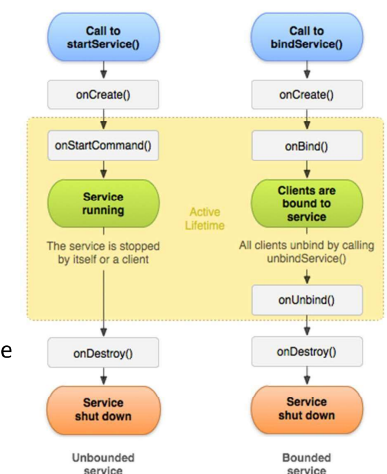 Call to
startService()
onCreate()
onStartCommand()
Service
running
The service is stopped
by itself or a client
onDestroy()
Service
shut down
Unbounded
service
Active
Lifetime
Call to
bindService()
onCreate()
onBind()
Clients are
bound to
service
All clients unbind by calling
unbindService()
onUnbind()
onDestroy()
Service
shut down
Bounded
service
e